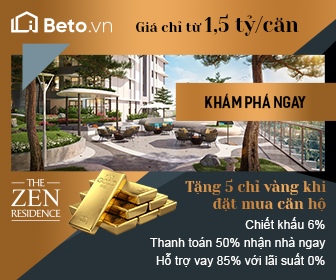 Beto.vn
Giá chỉ từ 1,5 tỷ/căn
KHÁM PHÁ NGAY
THE
ZEN
RESIDENCE
Tặng 5 chỉ vàng khi
đặt mua căn hộ
Chiết khấu 6%
Thanh toán 50% nhận nhà ngay
Hỗ trợ vay 85% với lãi suất 0%